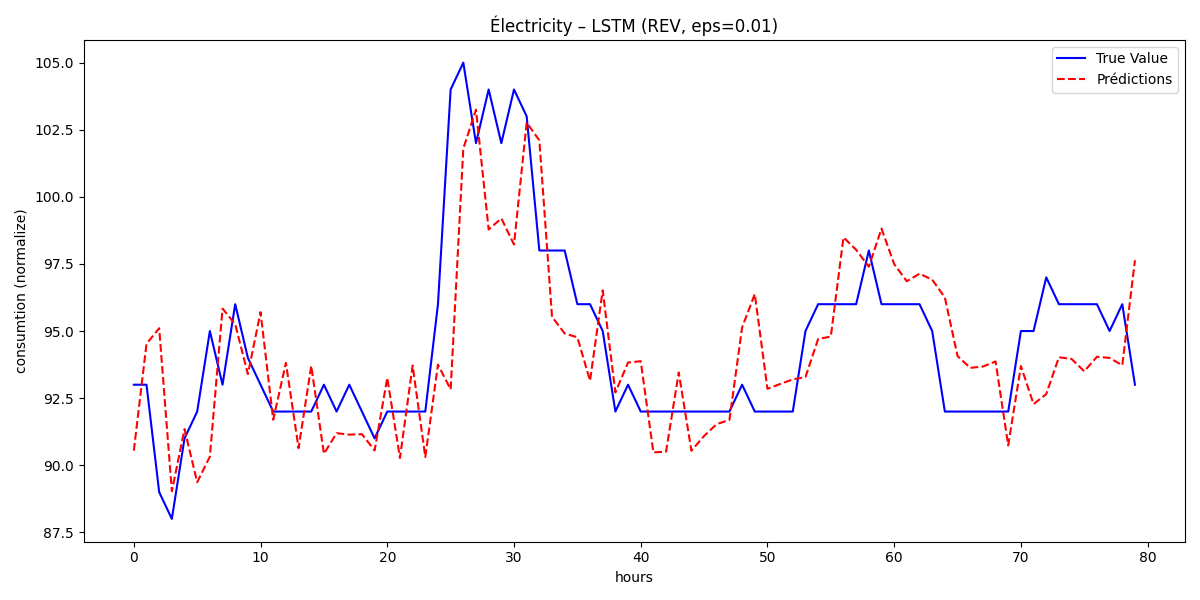 Électricity – LSTM (REV, eps=0.01)
True Value
Prédictions
105.0
102.5
100.0
97.5
95.0
92.5
90.0
87.5
consumtion (normalize)
0 10 20 30 40 50 60 70 80
hours